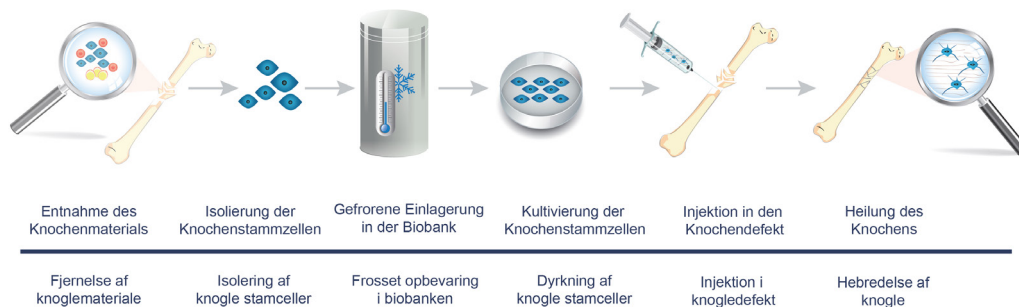 Entnahme des
Knochenmaterials
Isolierung der
Knochenstammzellen
Gefrorene Einlagerung
in der Biobank
Kultivierung der
Knochenstammzellen
Injektion in den
Knochendefekt
Heilung des
Knochens
Fjernelse af
knoglemateriale
Isolering af
knogle stamceller
Frosset opbevaring
i biobanken
Dyrkning af
knogle stamceller
Injektion i
knogledefekt
Hebredelse af
knogle